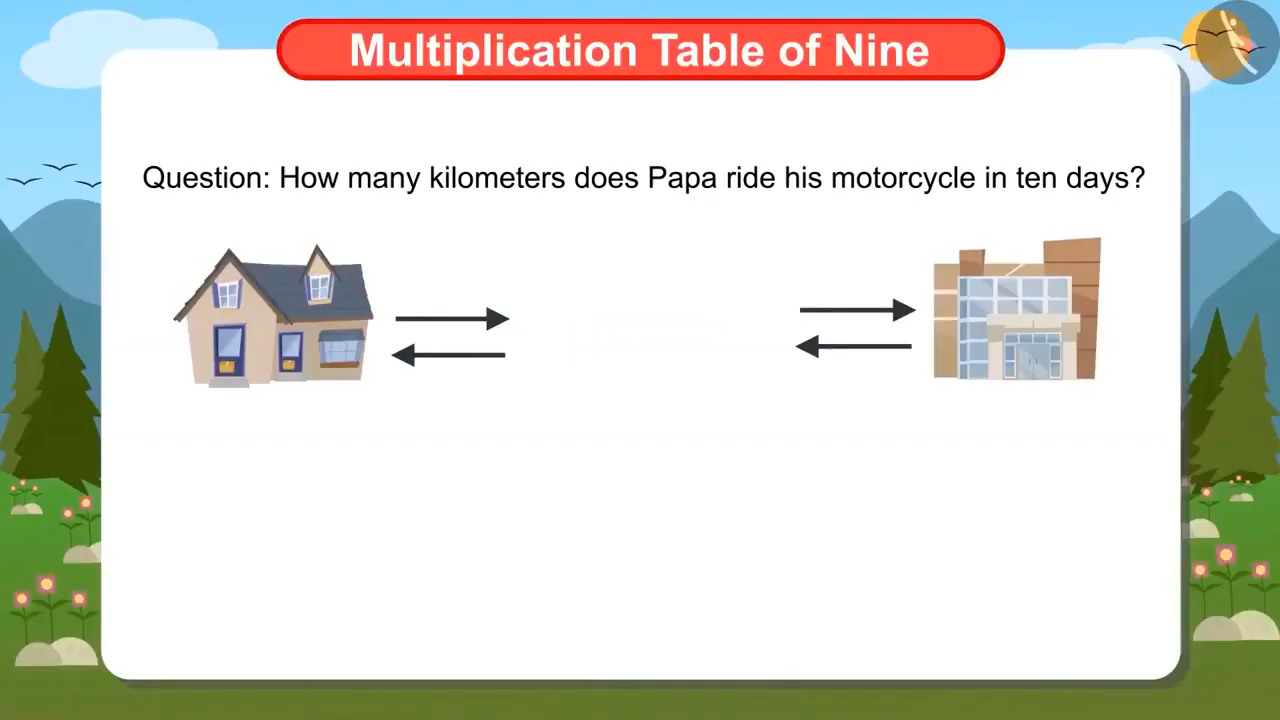 Multiplication Table of Nine
Question: How many kilometers does Papa ride his motorcycle in ten days?